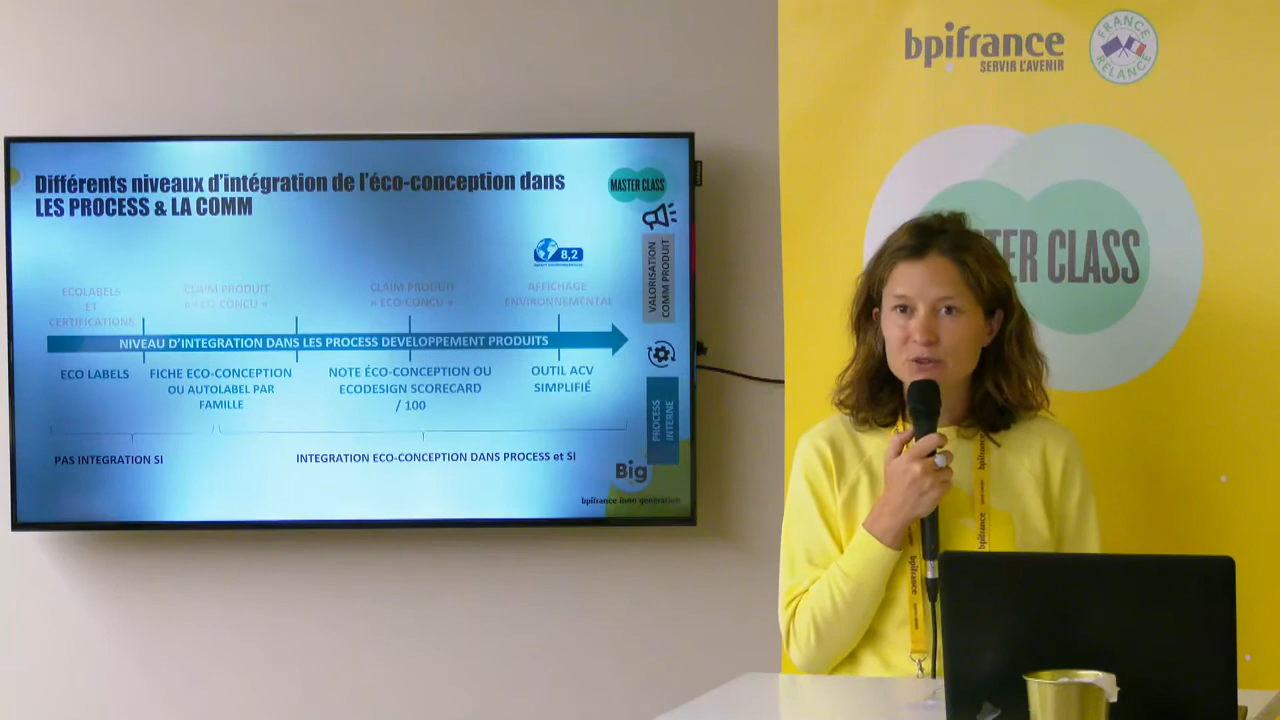 Différents niveaux d'intégration de l'éco-conception dans
LES PROCESS & LA COMM
MASTER CLASS
8,2
VALORISATION
COMM PRODUIT
ECOLABELS
ET
CERTIFICATIONS
CLAIM PRODUIT
« ECO-CONCU »
CLAIM PRODUIT
« ECO-CONCU »
AFFICHAGE
ENVIRONNEMENTAL
NIVEAU D'INTEGRATION DANS LES PROCESS DEVELOPPEMENT PRODUITS
ECO LABELS
FICHE ECO-CONCEPTION
OU AUTOLABEL PAR
FAMILLE
NOTE ÉCO-CONCEPTION OU
ECODESIGN SCORECARD
/ 100
OUTIL ACV
SIMPLIFIÉ
PROCESS
INTERNE
PAS INTEGRATION SI
INTEGRATION ECO-CONCEPTION DANS PROCESS et SI
Big
bpifrance inno generation
bpifrance
SERVIR L'AVENIR
FRANCE
RELANCE
TER CLASS
bpifrance
bpifrance